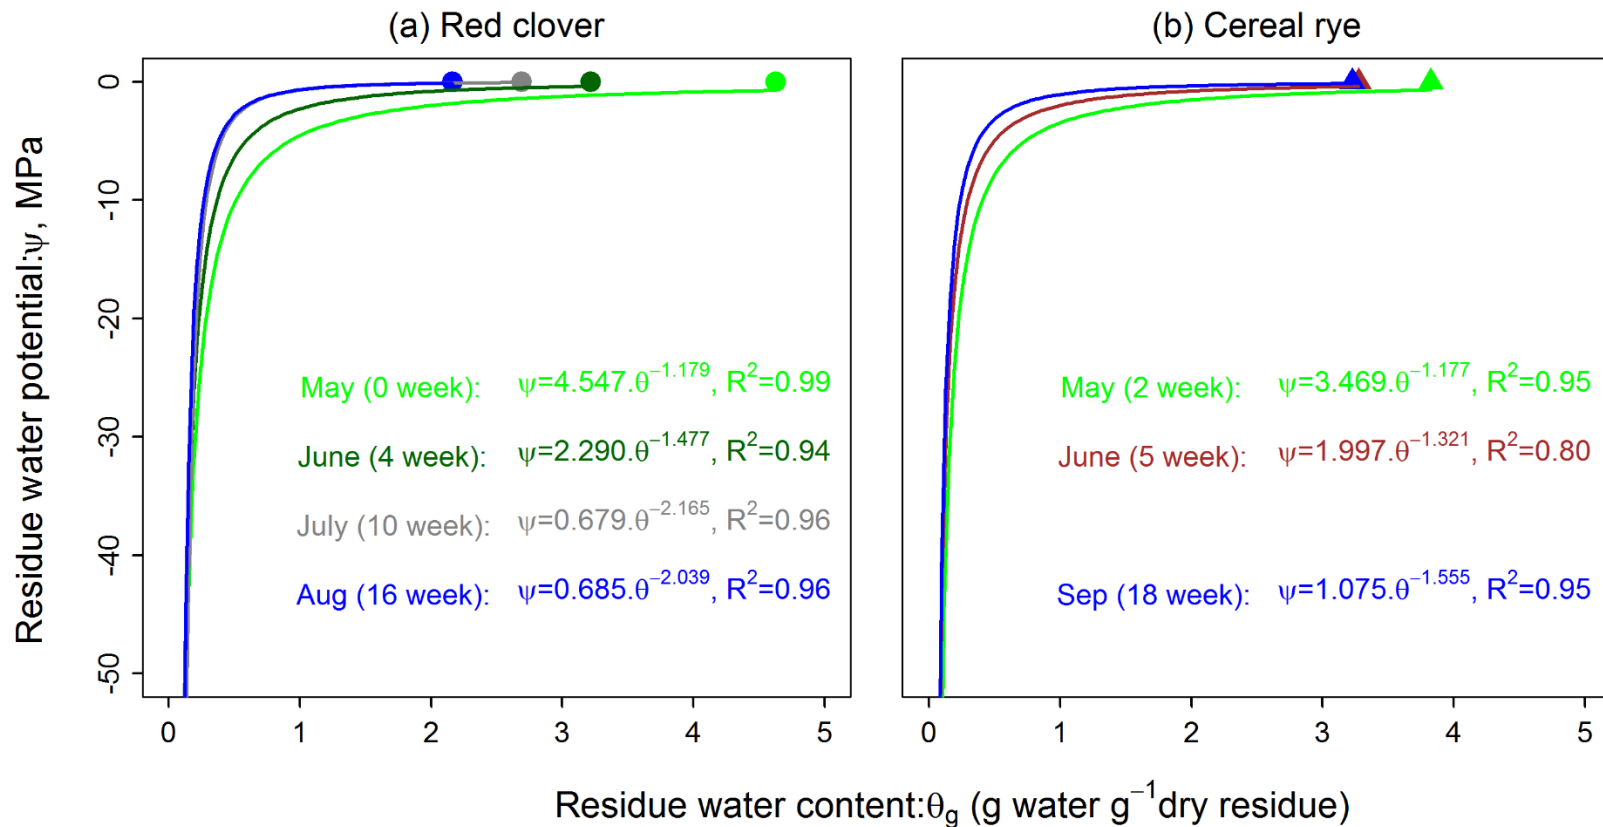 (a) Red clover
(b) Cereal rye
Residue water potential:ψ, MPa
0
-10
-20
-30
-40
-50
May (0 week): ψ=4.547.θ⁻¹·¹⁷⁹, R²=0.99
June (4 week): ψ=2.290.θ⁻¹·⁴⁷⁷, R²=0.94
July (10 week): ψ=0.679.θ⁻²·¹⁶⁵, R²=0.96
Aug (16 week): ψ=0.685.θ⁻²·⁰³⁹, R²=0.96
0 1 2 3 4 5
May (2 week): ψ=3.469.θ⁻¹·¹⁷⁷, R²=0.95
June (5 week): ψ=1.997.θ⁻¹·³²¹, R²=0.80
Sep (18 week): ψ=1.075.θ⁻¹·⁵⁵⁵, R²=0.95
0 1 2 3 4 5
Residue water content:θg (g water g⁻¹dry residue)